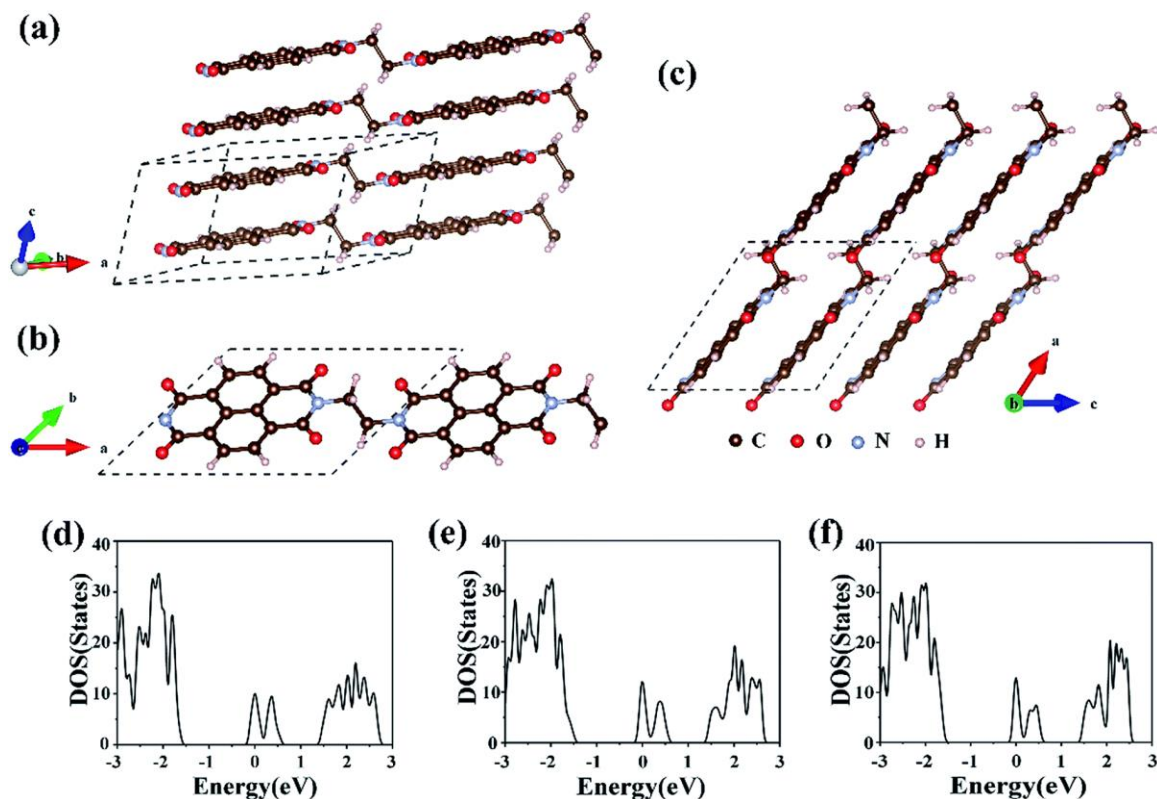 (a)
c
b
a
(b)
b
a
c
(c)
a
b
c
C O N H
(d)
DOS(States)
40
30
20
10
0
-3 -2 -1 0 1 2 3
Energy(eV)
(e)
DOS(States)
40
30
20
10
0
-3 -2 -1 0 1 2 3
Energy(eV)
(f)
DOS(States)
40
30
20
10
0
-3 -2 -1 0 1 2 3
Energy(eV)